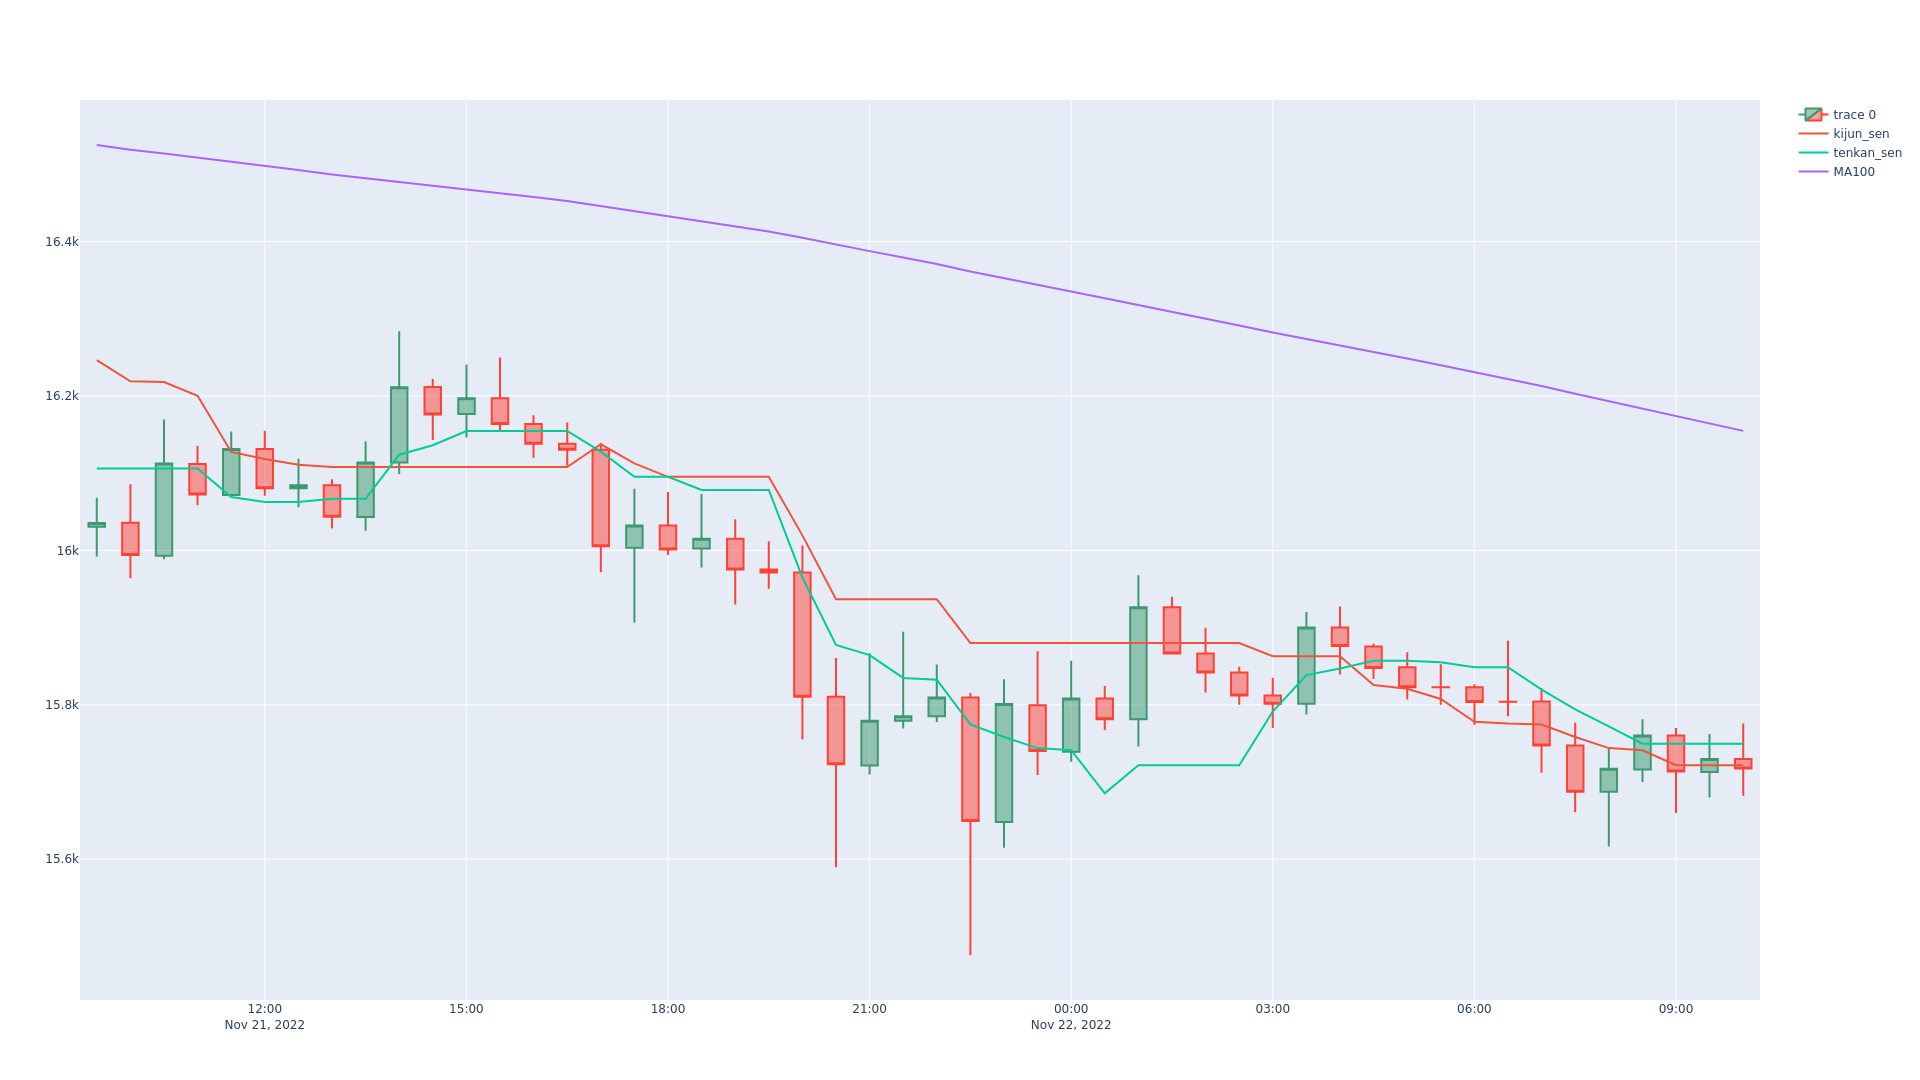 trace 0
kijun_sen
tenkan_sen
MA100
16.4k
16.2k
16k
15.8k
15.6k
12:00
Nov 21, 2022
15:00
18:00
21:00
00:00
Nov 22, 2022
03:00
06:00
09:00